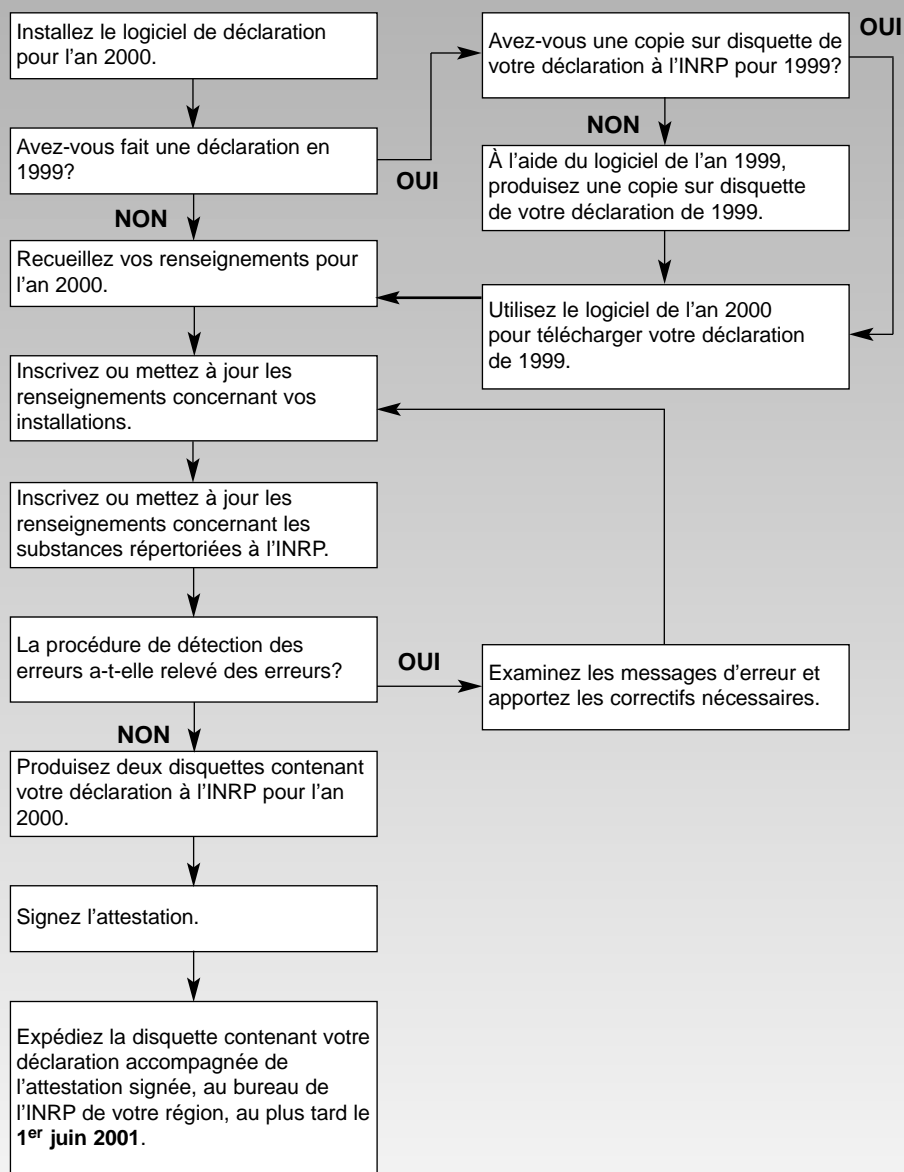 Installez le logiciel de déclaration
pour l'an 2000.
Avez-vous fait une déclaration en
1999?
OUI
Avez-vous une copie sur disquette de
votre déclaration à l'INRP pour 1999?
OUI
NON
À l'aide du logiciel de l'an 1999,
produisez une copie sur disquette
de votre déclaration de 1999.
Utilisez le logiciel de l'an 2000
pour télécharger votre déclaration
de 1999.
NON
Recueillez vos renseignements pour
l'an 2000.
Inscrivez ou mettez à jour les
renseignements concernant vos
installations.
Inscrivez ou mettez à jour les
renseignements concernant les
substances répertoriées à l'INRP.
La procédure de détection des
erreurs a-t-elle relevé des erreurs?
OUI
Examinez les messages d'erreur et
apportez les correctifs nécessaires.
NON
Produisez deux disquettes contenant
votre déclaration à l'INRP pour l'an
2000.
Signez l'attestation.
Expédiez la disquette contenant votre
déclaration accompagnée de
l'attestation signée, au bureau de
l'INRP de votre région, au plus tard le
1er juin 2001.